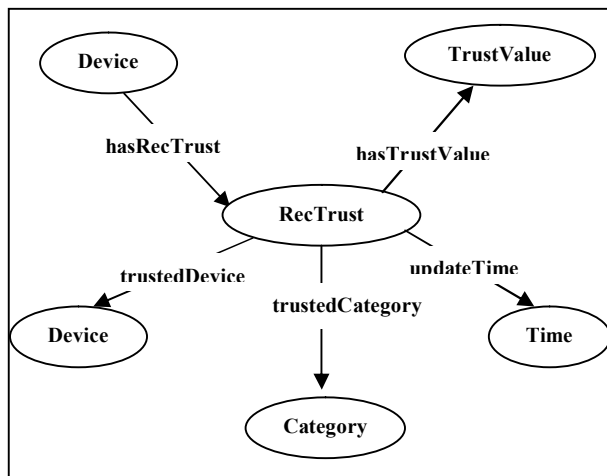 Device
TrustValue
hasRecTrust
hasTrustValue
RecTrust
trustedDevice
updateTime
trustedCategory
Device
Time
Category